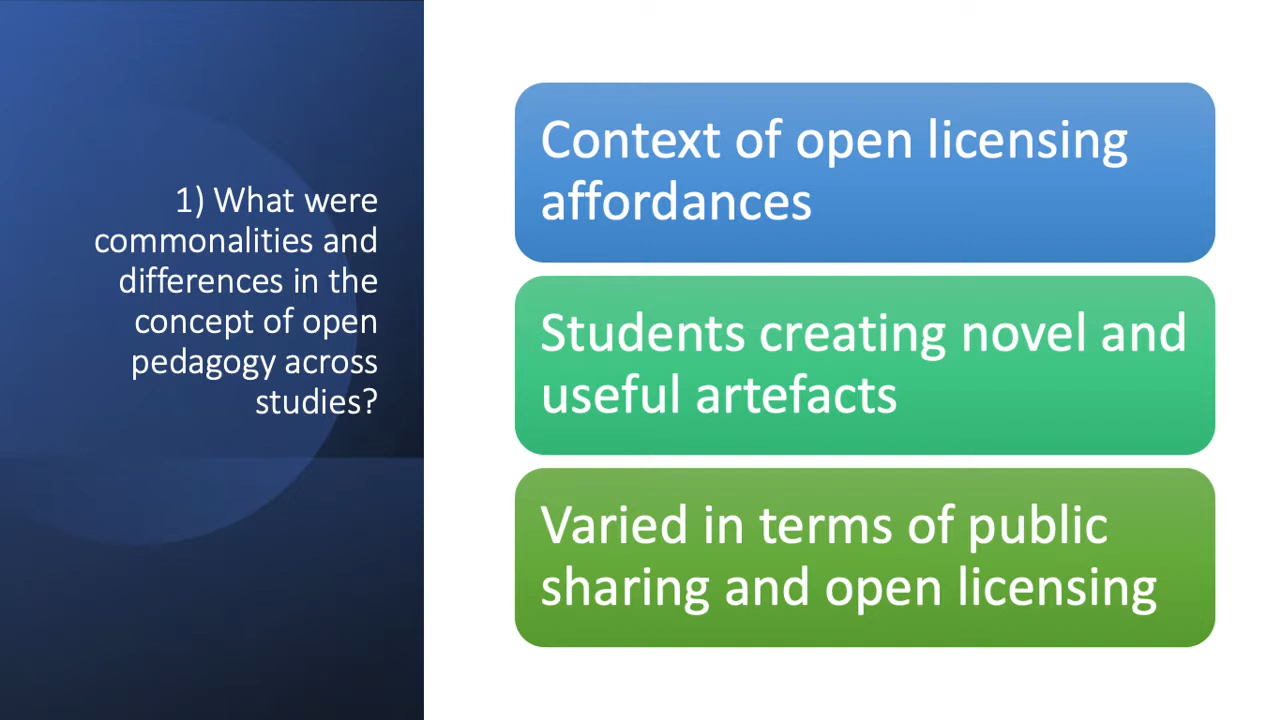 1) What were
commonalities and
differences in the
concept of open
pedagogy across
studies?
Context of open licensing
affordances
Students creating novel and
useful artefacts
Varied in terms of public
sharing and open licensing